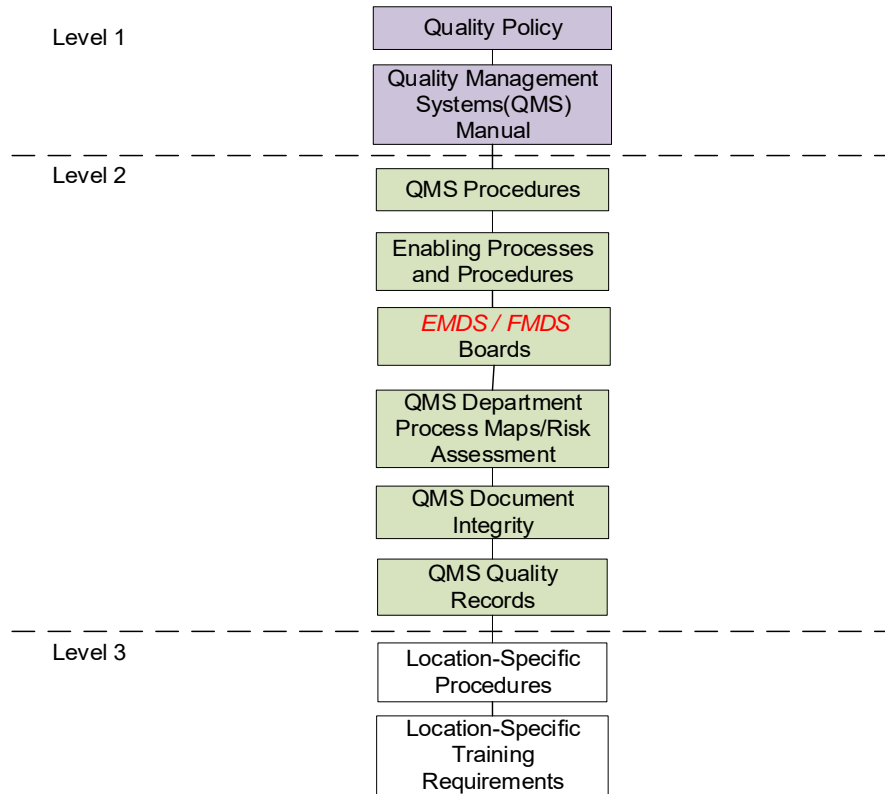 Level 1
Quality Policy
Quality Management
Systems(QMS)
Manual
Level 2
QMS Procedures
Enabling Processes
and Procedures
EMDS / FMDS
Boards
QMS Department
Process Maps/Risk
Assessment
QMS Document
Integrity
QMS Quality
Records
Level 3
Location-Specific
Procedures
Location-Specific
Training
Requirements